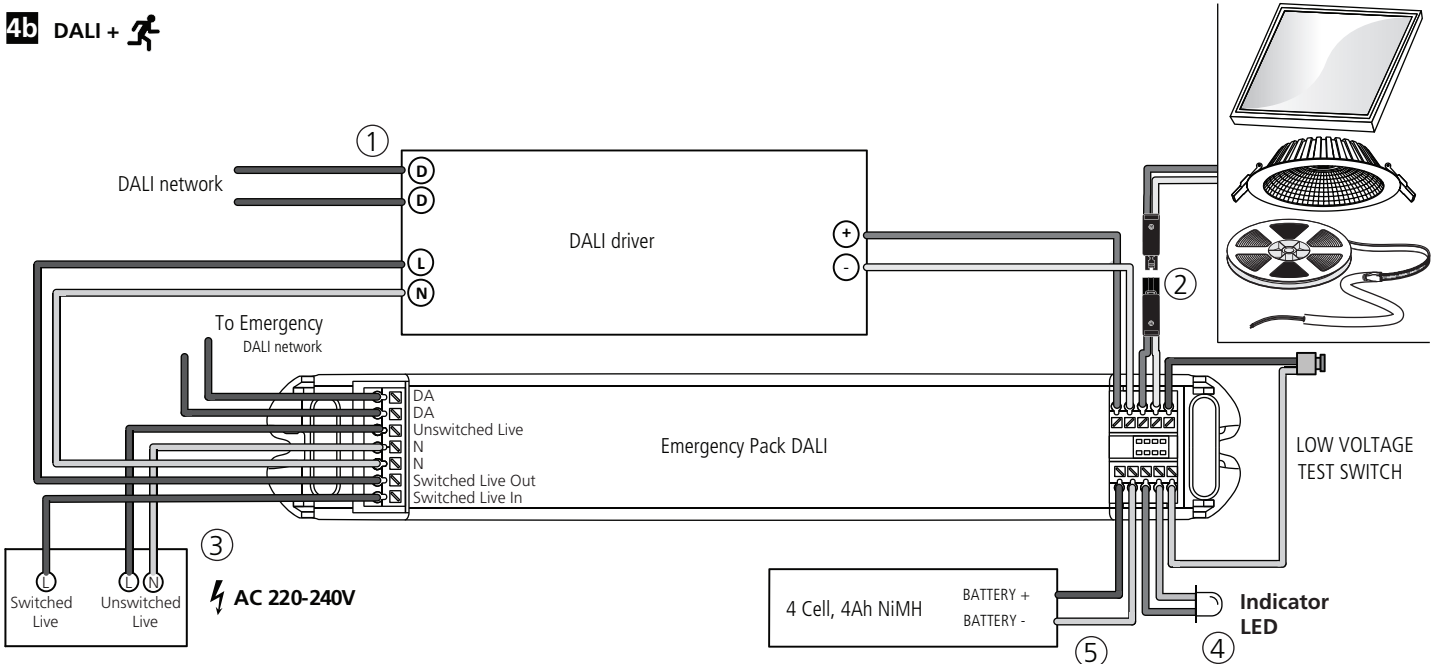 4b DALI +
1
DALI network
D
D
L
N
DALI driver
+
-
2
To Emergency
DALI network
DA
DA
Unswitched Live
N
N
Switched Live Out
Switched Live In
Emergency Pack DALI
LOW VOLTAGE
TEST SWITCH
3
L
L
N
Switched
Live
Unswitched
Live
AC 220-240V
4 Cell, 4Ah NiMH
BATTERY +
BATTERY -
5
Indicator
LED
4